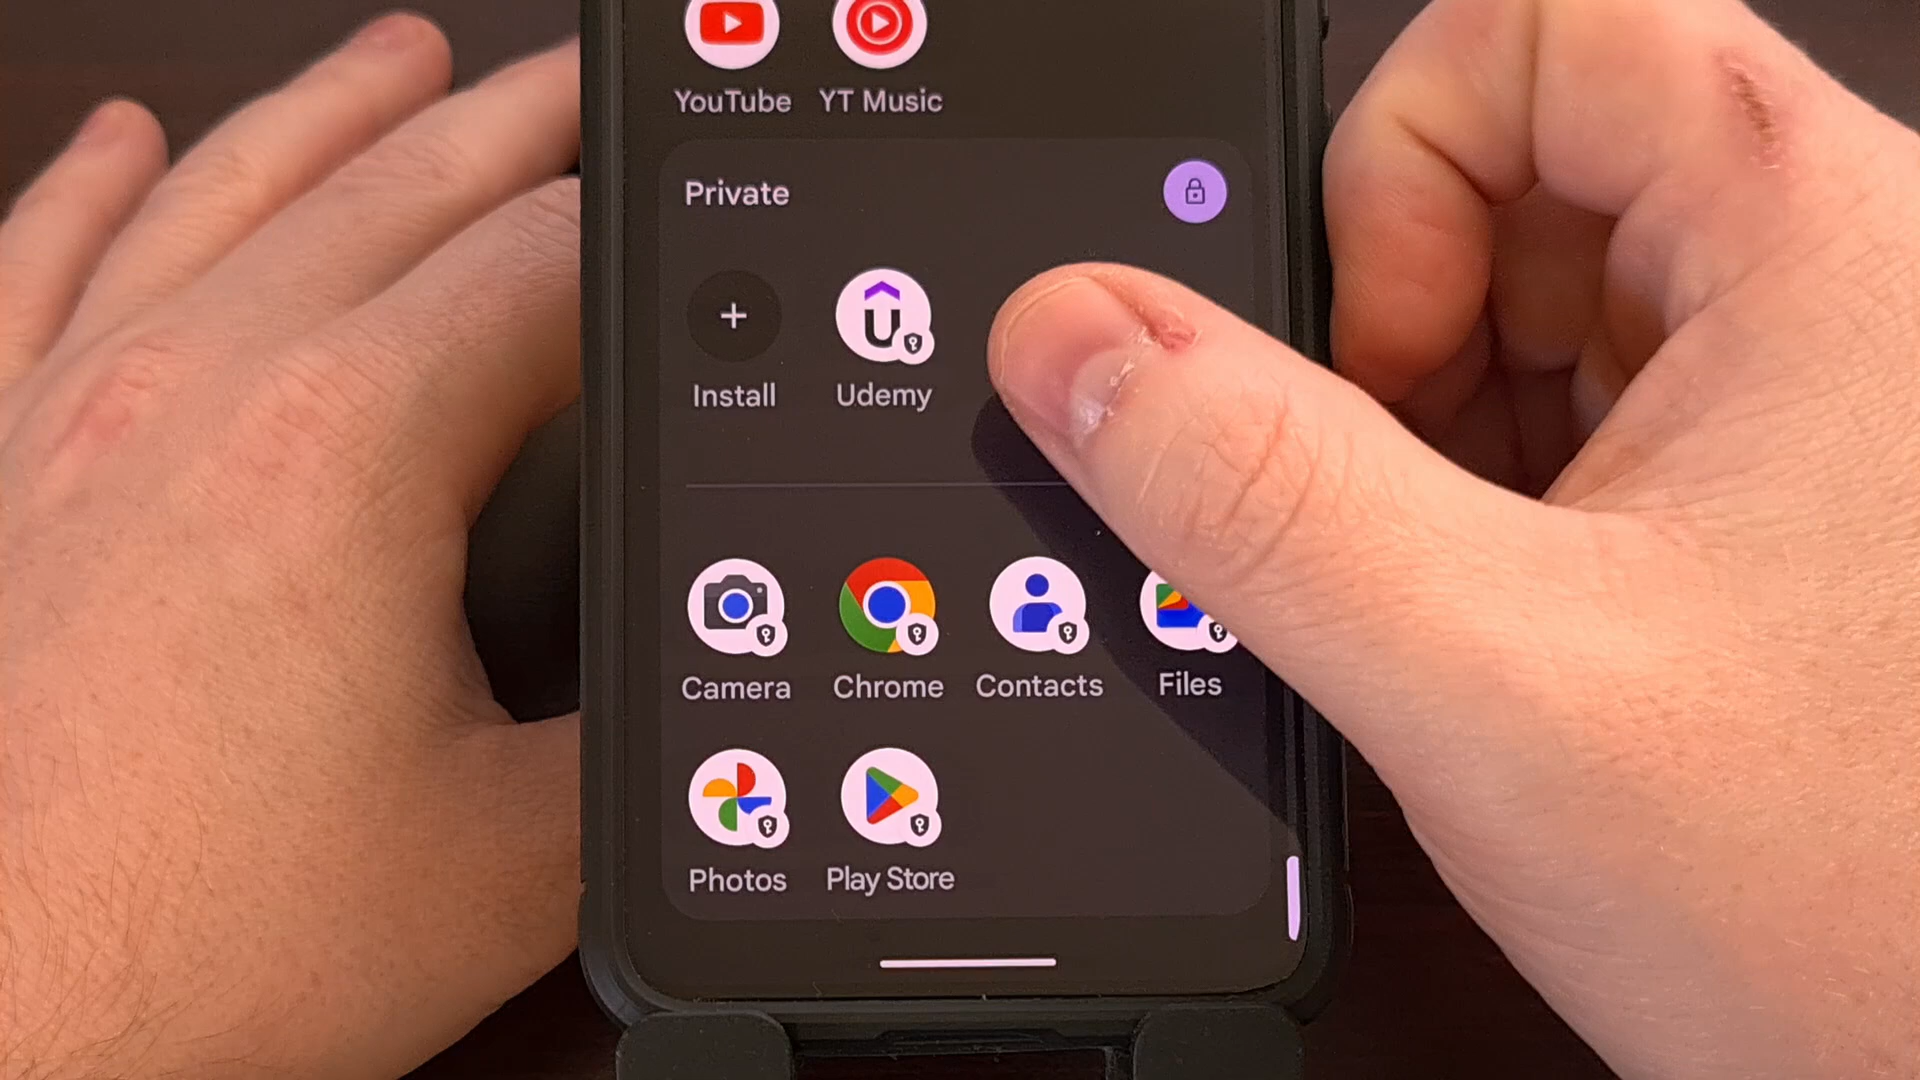 YouTube YT Music
Private
Install Udemy
Camera Chrome Contacts Files
Photos Play Store